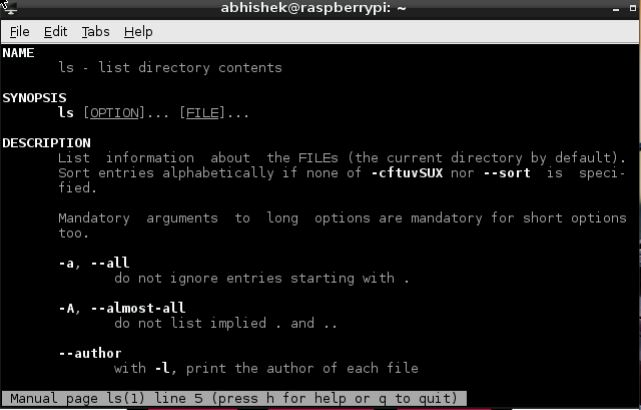 abhishek@raspberrypi: ~
File Edit Tabs Help
NAME
ls - list directory contents
SYNOPSIS
ls [OPTION]... [FILE]...
DESCRIPTION
List information about the FILEs (the current directory by default).
Sort entries alphabetically if none of -cftuvSUX nor --sort is speci-
fied.
Mandatory arguments to long options are mandatory for short options
too.
-a, --all
do not ignore entries starting with .
-A, --almost-all
do not list implied . and ..
--author
with -l, print the author of each file
Manual page ls(1) line 5 (press h for help or q to quit)